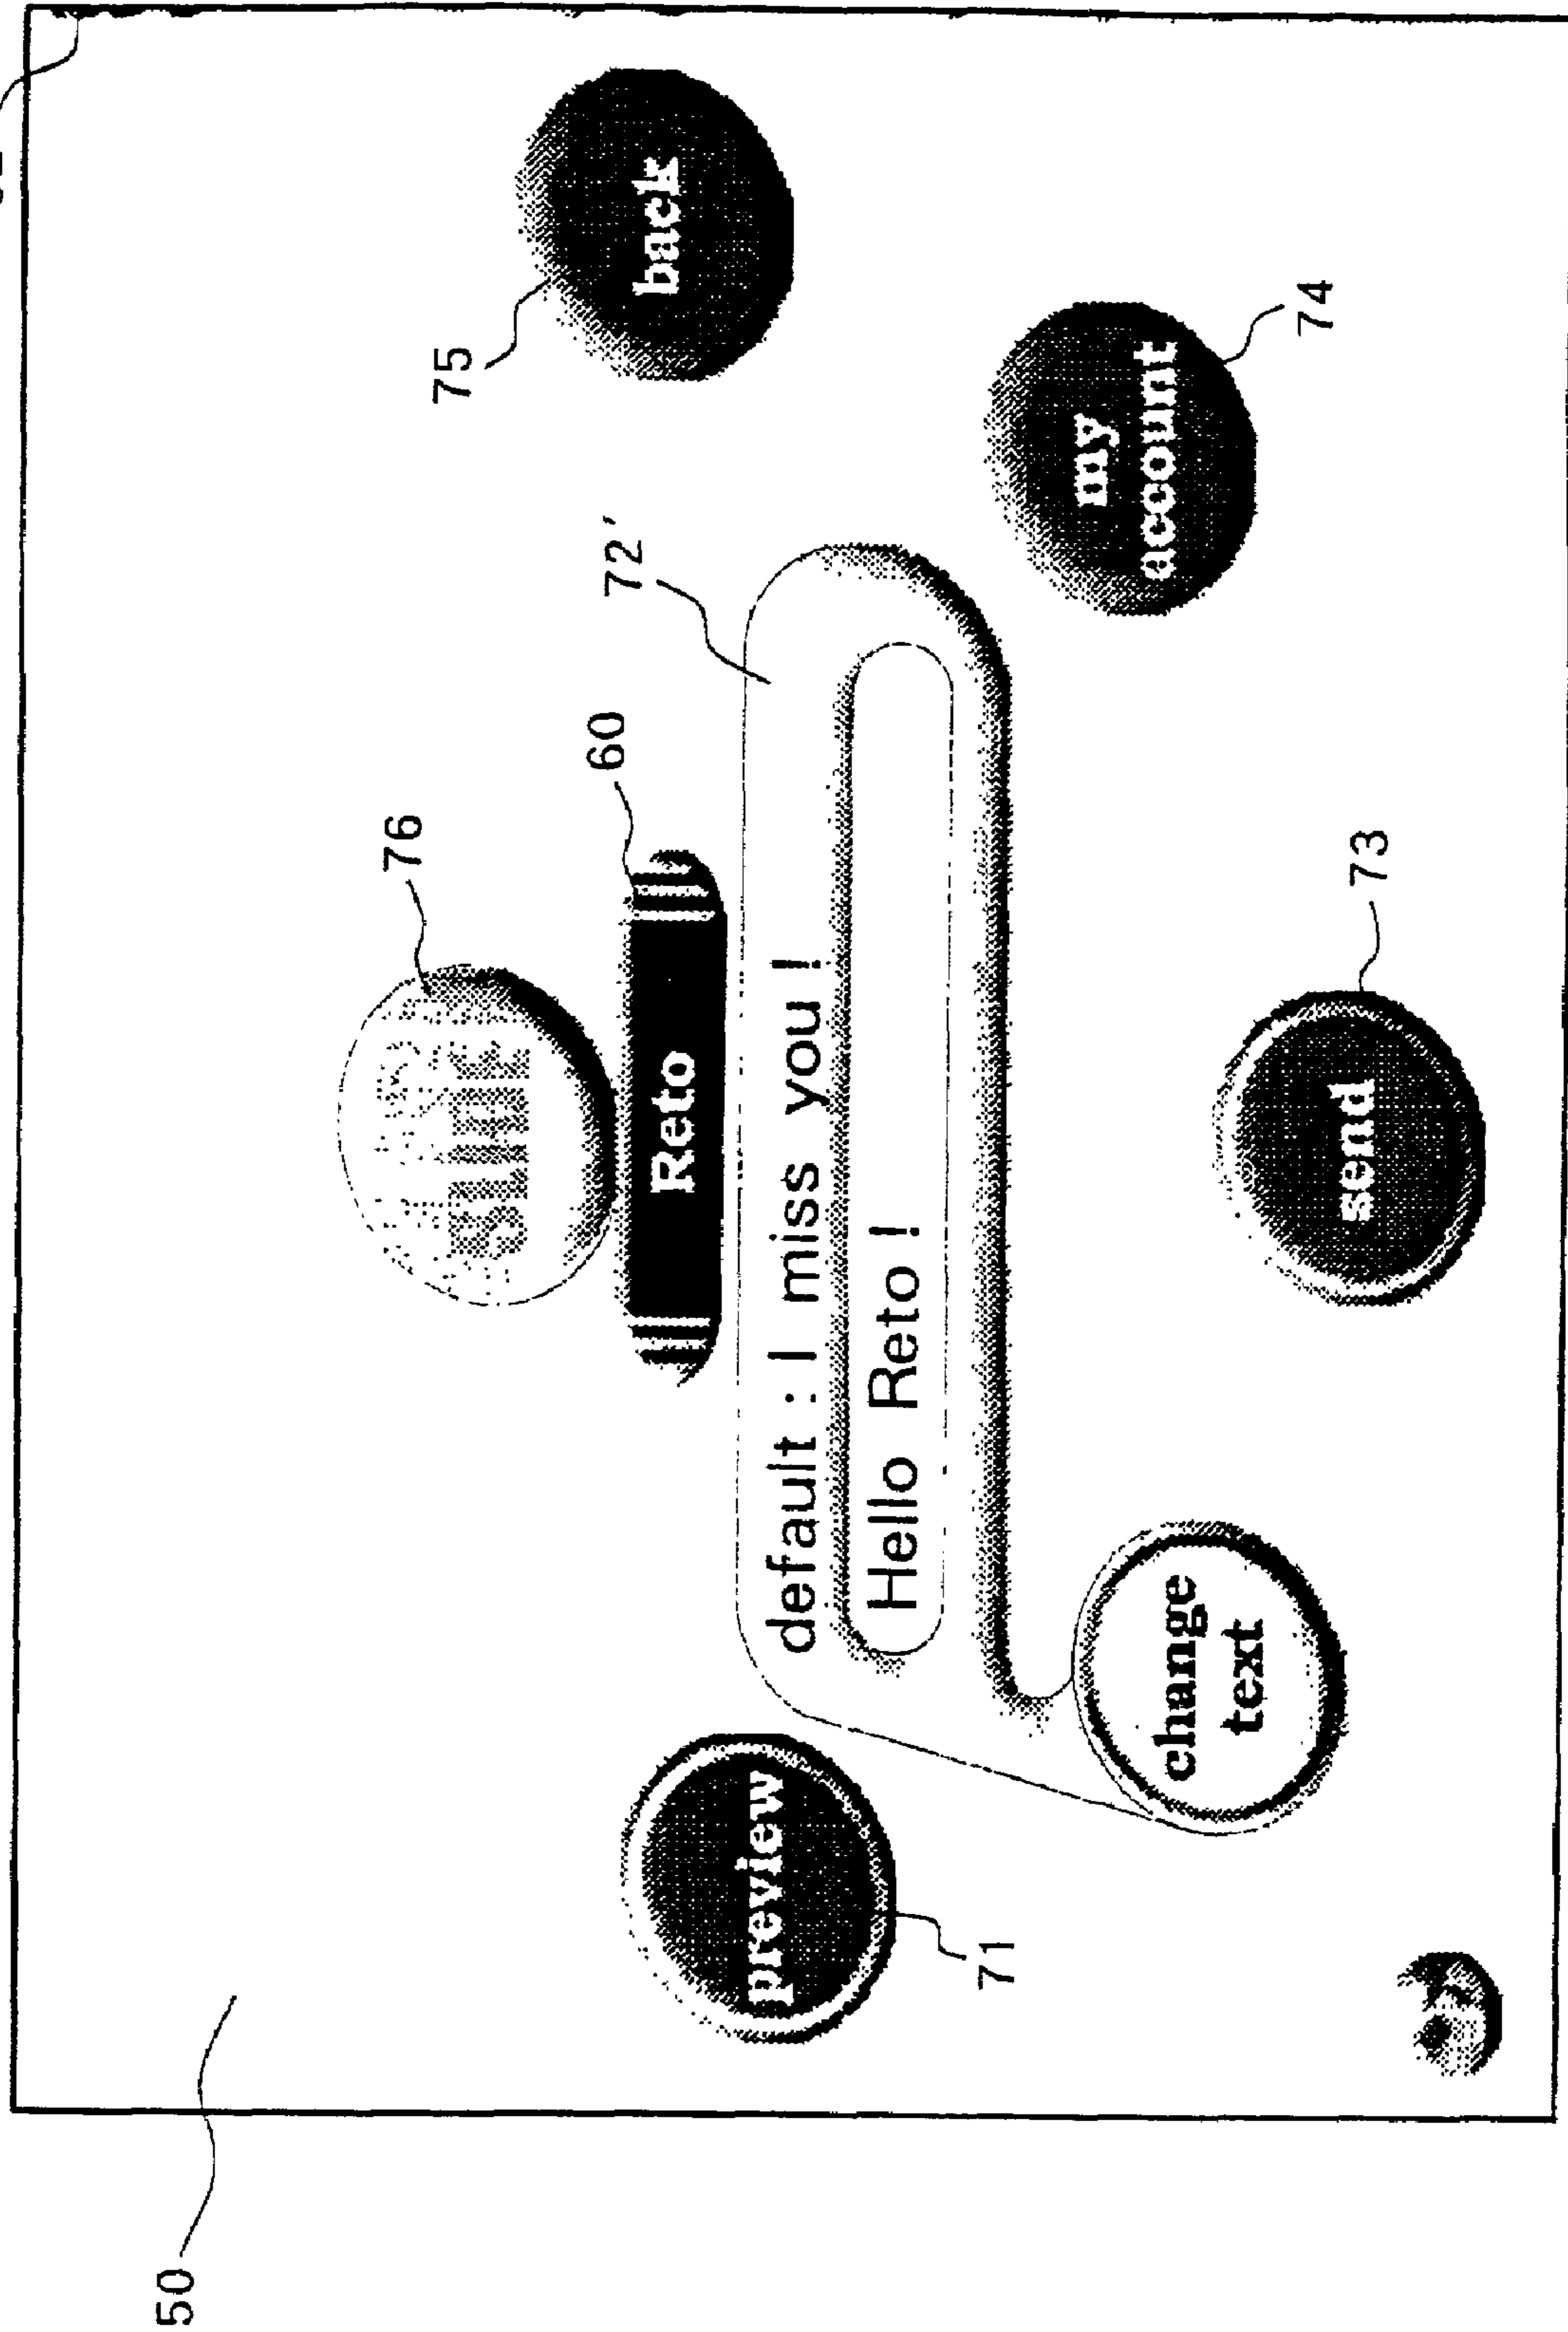 50
76
75
60
72'
back
Reto
preview
default : I miss you !
Hello Reto !
71
my
account
change
text
74
send
73